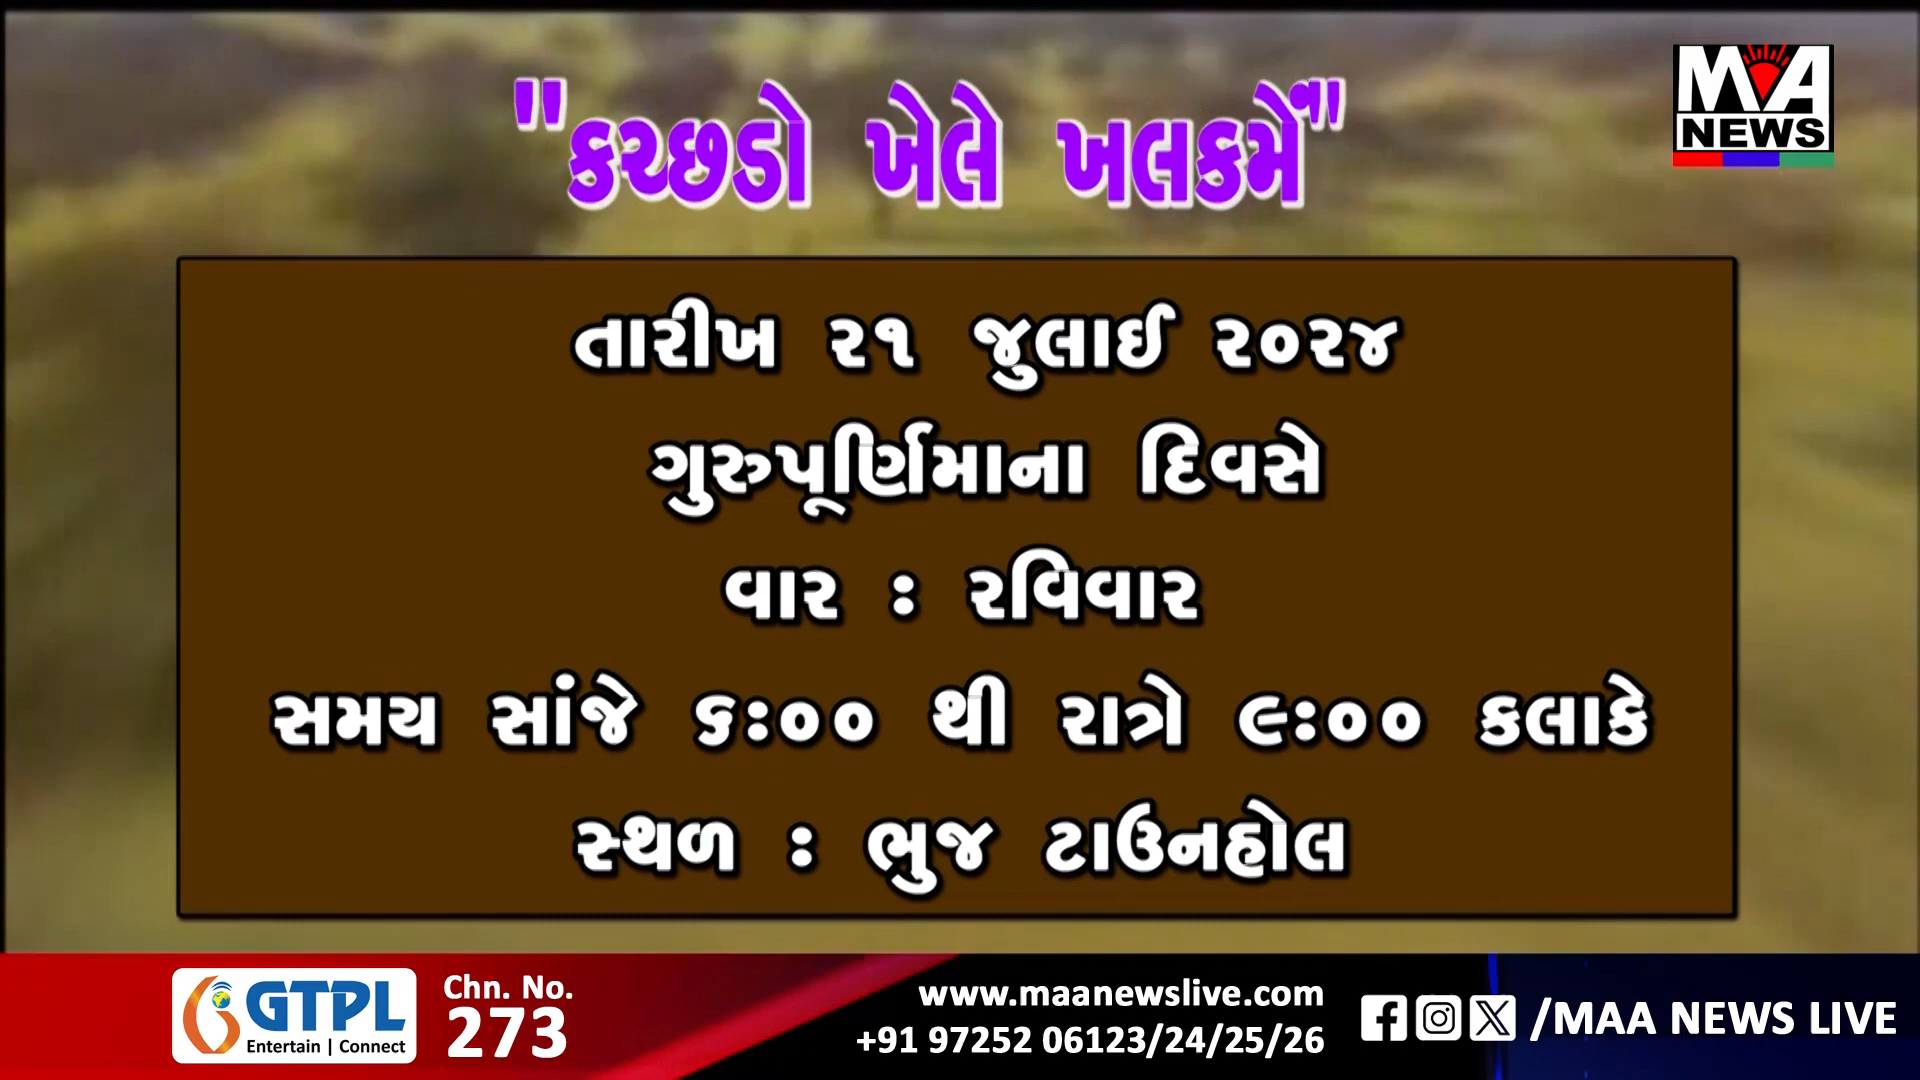 "કચ્છડો ખેલે ખલકમેં"
MAA
NEWS
તારીખ ૨૧ જુલાઈ ૨૦૨૪
ગુરુપૂર્ણિમાના દિવસે
વાર : રવિવાર
સમય સાંજે ૬:૦૦ થી રાત્રે ૯:૦૦ કલાકે
સ્થળ : ભુજ ટાઉનહોલ
GTPL
Entertain | Connect
Chn. No.
273
www.maanewslive.com
+91 97252 06123/24/25/26
/MAA NEWS LIVE